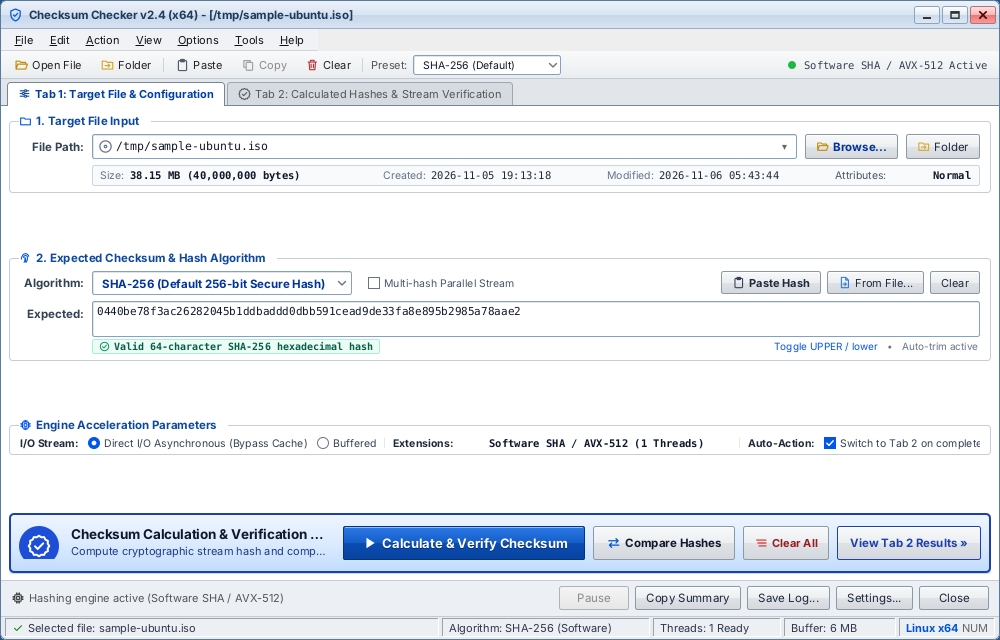 Checksum Checker v2.4 (x64) - [/tmp/sample-ubuntu.iso]
File Edit Action View Options Tools Help
Open File Folder Paste Copy Clear Preset: SHA-256 (Default) Software SHA / AVX-512 Active
Tab 1: Target File & Configuration Tab 2: Calculated Hashes & Stream Verification
1. Target File Input
File Path: /tmp/sample-ubuntu.iso Browse... Folder
Size: 38.15 MB (40,000,000 bytes) Created: 2026-11-05 19:13:18 Modified: 2026-11-06 05:43:44 Attributes: Normal
2. Expected Checksum & Hash Algorithm
Algorithm: SHA-256 (Default 256-bit Secure Hash) Multi-hash Parallel Stream Paste Hash From File... Clear
Expected: 0440be78f3ac26282045b1ddbaddd0dbb591cead9de33fa8e895b2985a78aae2
Valid 64-character SHA-256 hexadecimal hash Toggle UPPER / lower • Auto-trim active
Engine Acceleration Parameters
I/O Stream: Direct I/O Asynchronous (Bypass Cache) Buffered Extensions: Software SHA / AVX-512 (1 Threads) Auto-Action: Switch to Tab 2 on complete
Checksum Calculation & Verification ...
Compute cryptographic stream hash and comp...
Calculate & Verify Checksum Compare Hashes Clear All View Tab 2 Results »
Hashing engine active (Software SHA / AVX-512) Pause Copy Summary Save Log... Settings... Close
Selected file: sample-ubuntu.iso Algorithm: SHA-256 (Software) Threads: 1 Ready Buffer: 6 MB Linux x64 NUM